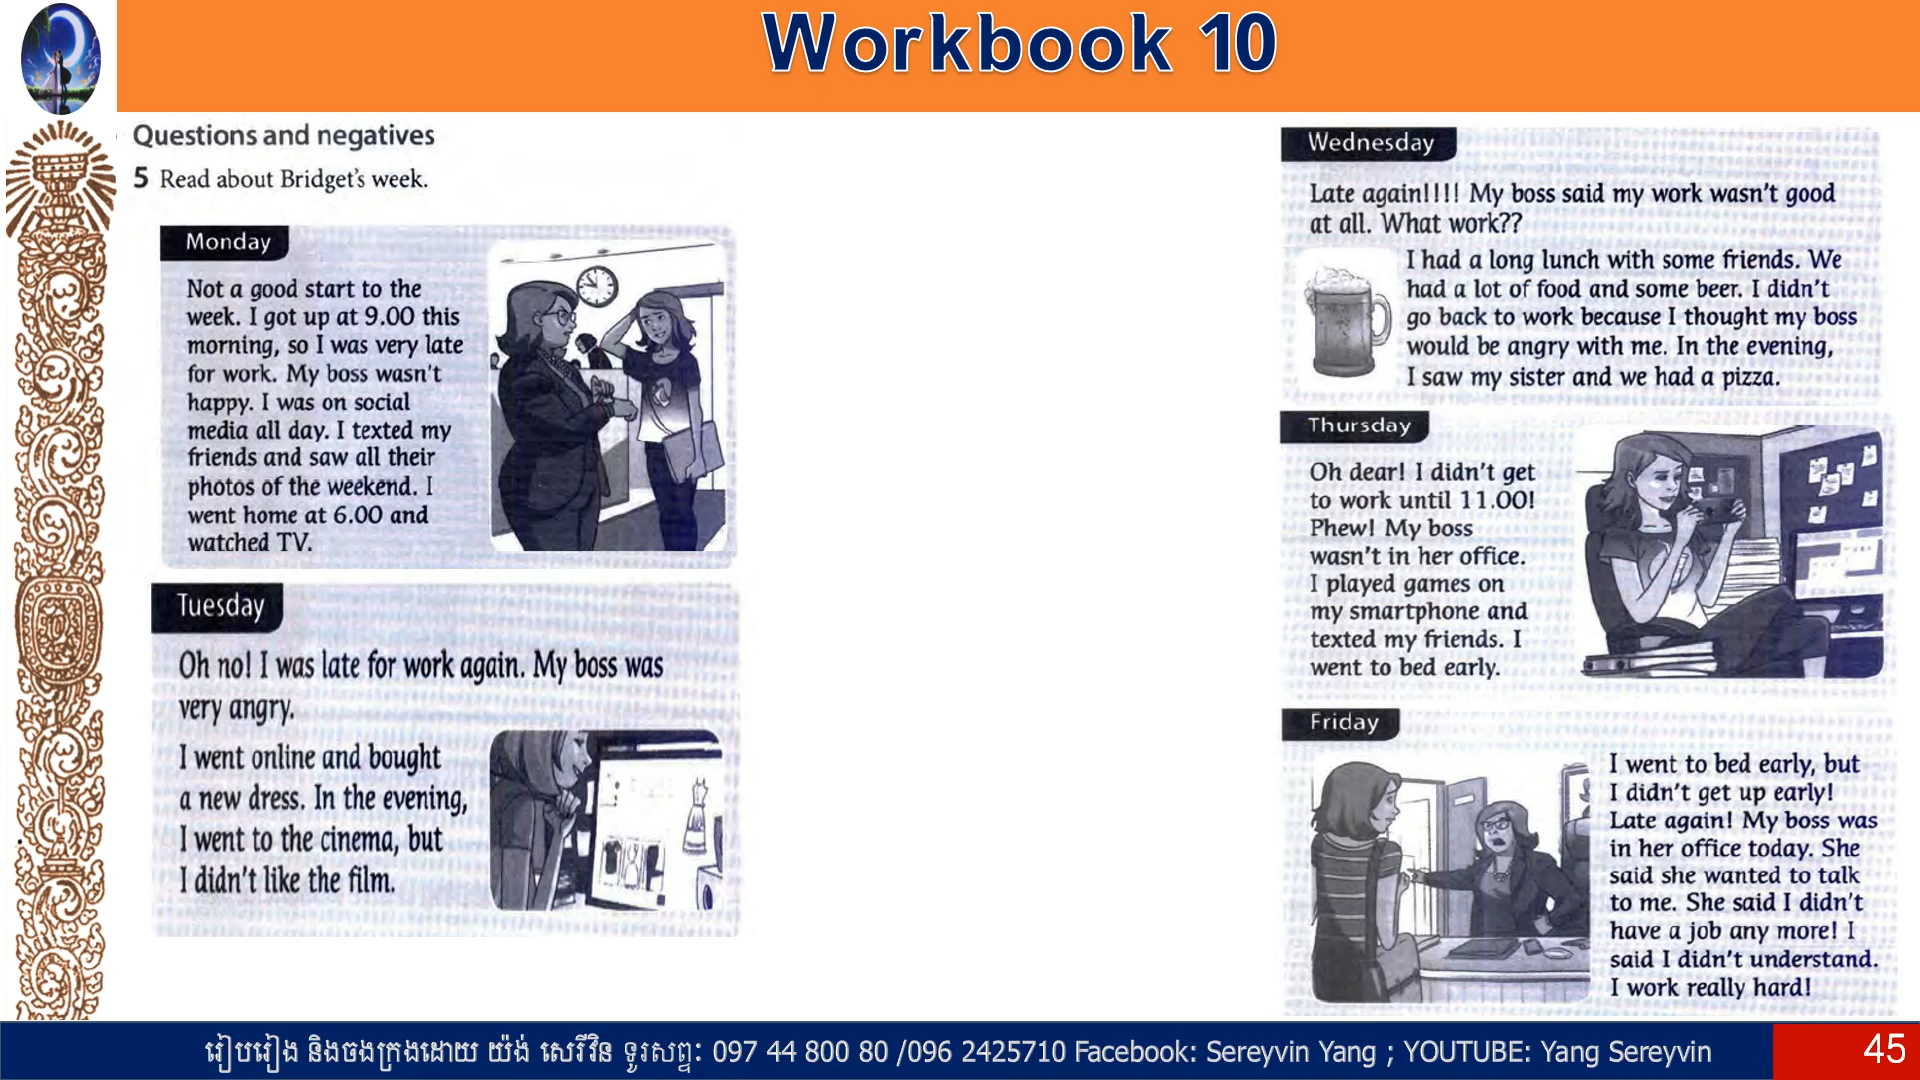 Workbook 10
Questions and negatives
5 Read about Bridget's week.
Monday
Not a good start to the
week. I got up at 9.00 this
morning, so I was very late
for work. My boss wasn't
happy. I was on social
media all day. I texted my
friends and saw all their
photos of the weekend. I
went home at 6.00 and
watched TV.
Tuesday
Oh no! I was late for work again. My boss was
very angry.
I went online and bought
a new dress. In the evening,
I went to the cinema, but
I didn't like the film.
Wednesday
Late again!!!! My boss said my work wasn't good
at all. What work??
I had a long lunch with some friends. We
had a lot of food and some beer. I didn't
go back to work because I thought my boss
would be angry with me. In the evening,
I saw my sister and we had a pizza.
Thursday
Oh dear! I didn't get
to work until 11.00!
Phew! My boss
wasn't in her office.
I played games on
my smartphone and
texted my friends. I
went to bed early.
Friday
I went to bed early, but
I didn't get up early!
Late again! My boss was
in her office today. She
said she wanted to talk
to me. She said I didn't
have a job any more! I
said I didn't understand.
I work really hard!
រៀបរៀង និងចងក្រងដោយ យ៉ង់ សេរីវិន ទូរសព្ទ: 097 44 800 80 /096 2425710 Facebook: Sereyvin Yang ; YOUTUBE: Yang Sereyvin
45